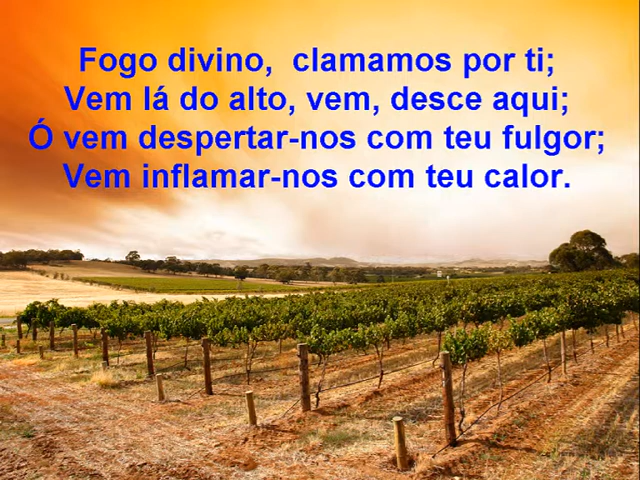 Fogo divino,  clamamos por ti;
Vem lá do alto, vem, desce aqui;
Ó vem despertar-nos com teu fulgor;
Vem inflamar-nos com teu calor.